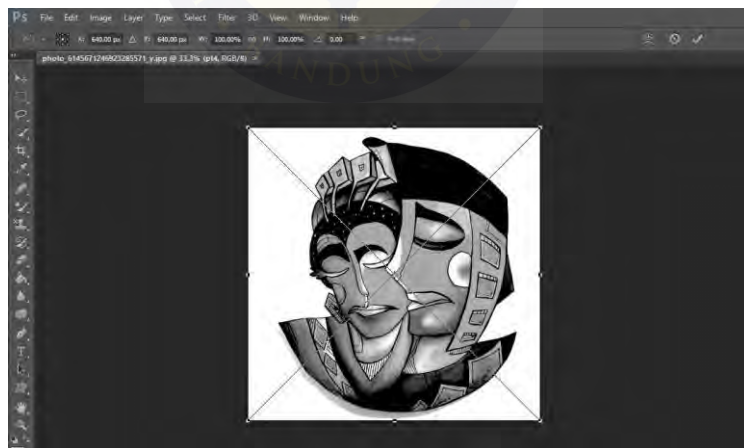 Ps File Edit Image Layer Type Select Filter 3D View Window Help
X: 640.00 px Y: 640.00 px W: 100.00% H: 100.00% 0.00 °
photo_6145671246923285571_y.jpg @ 33.3% (pt4, RGB/8) ×
BANDUNG